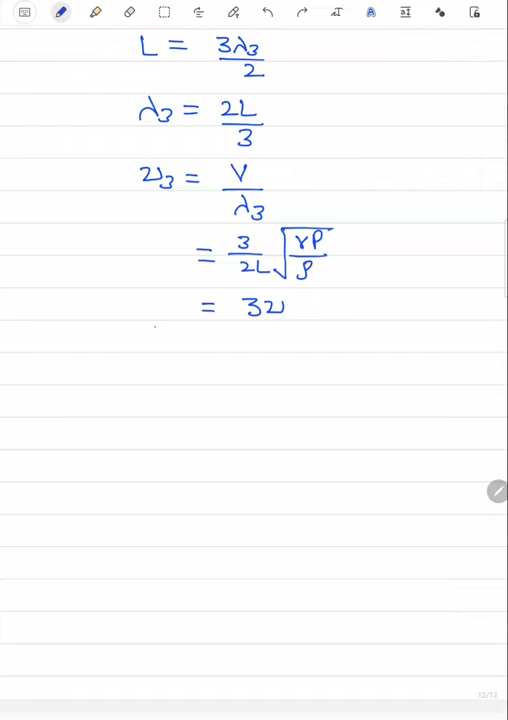 L = 3λ₃/2
λ₃ = 2L/3
ν₃ = V/λ₃
= 3/2L √γP/ρ
= 3ν
12/12